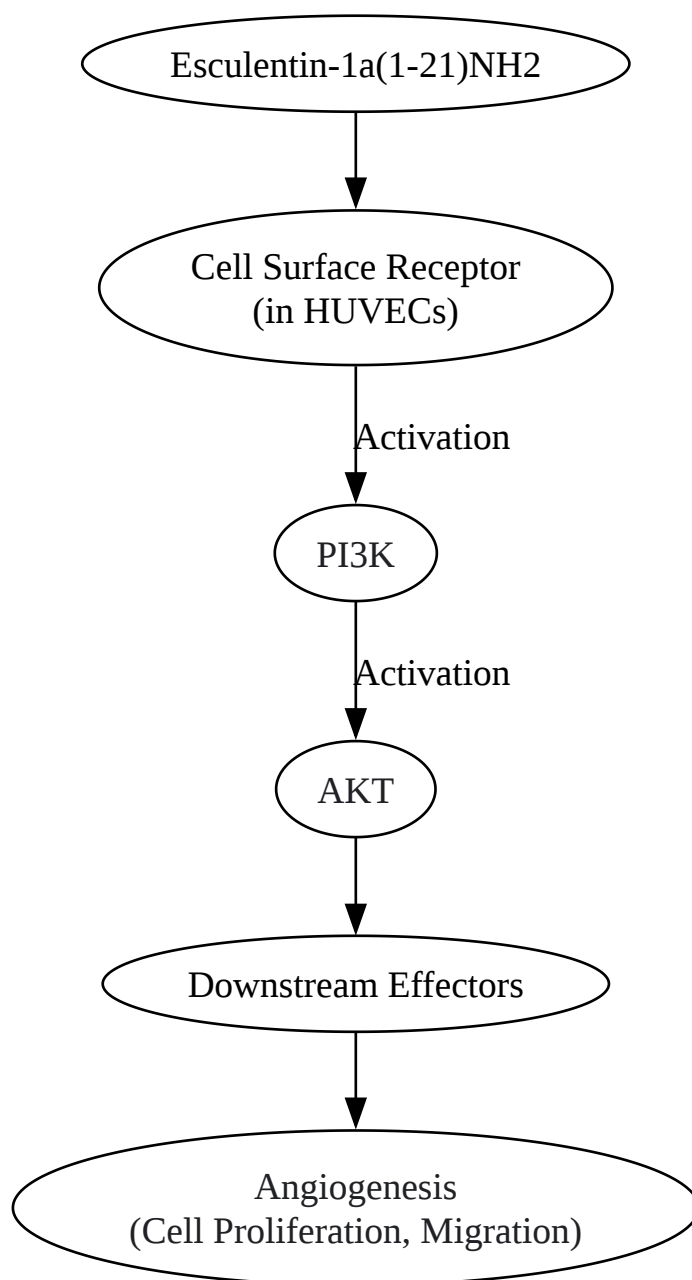 Esculentin-1a(1-21)NH2
Cell Surface Receptor
(in HUVECs)
Activation
PI3K
Activation
AKT
Downstream Effectors
Angiogenesis
(Cell Proliferation, Migration)